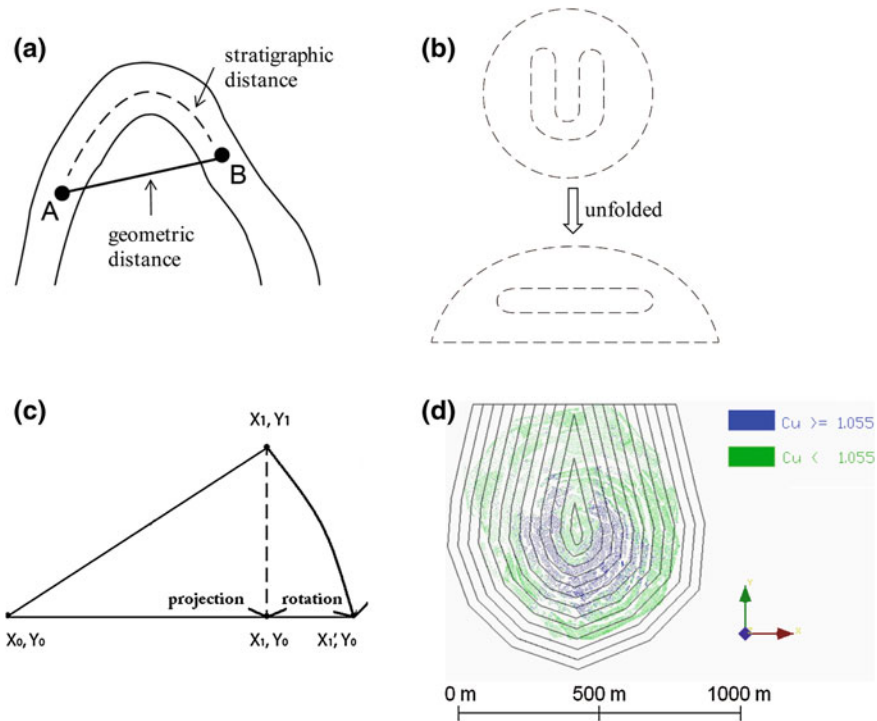 (a)
stratigraphic
distance
A
B
geometric
distance
(b)
unfolded
(c)
X1, Y1
projection
rotation
X0, Y0
X1, Y0
X1', Y0
(d)
Cu >= 1.055
Cu < 1.055
Y
X
0 m
500 m
1000 m